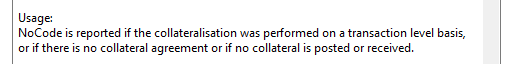 Usage:
NoCode is reported if the collateralisation was performed on a transaction level basis,
or if there is no collateral agreement or if no collateral is posted or received.